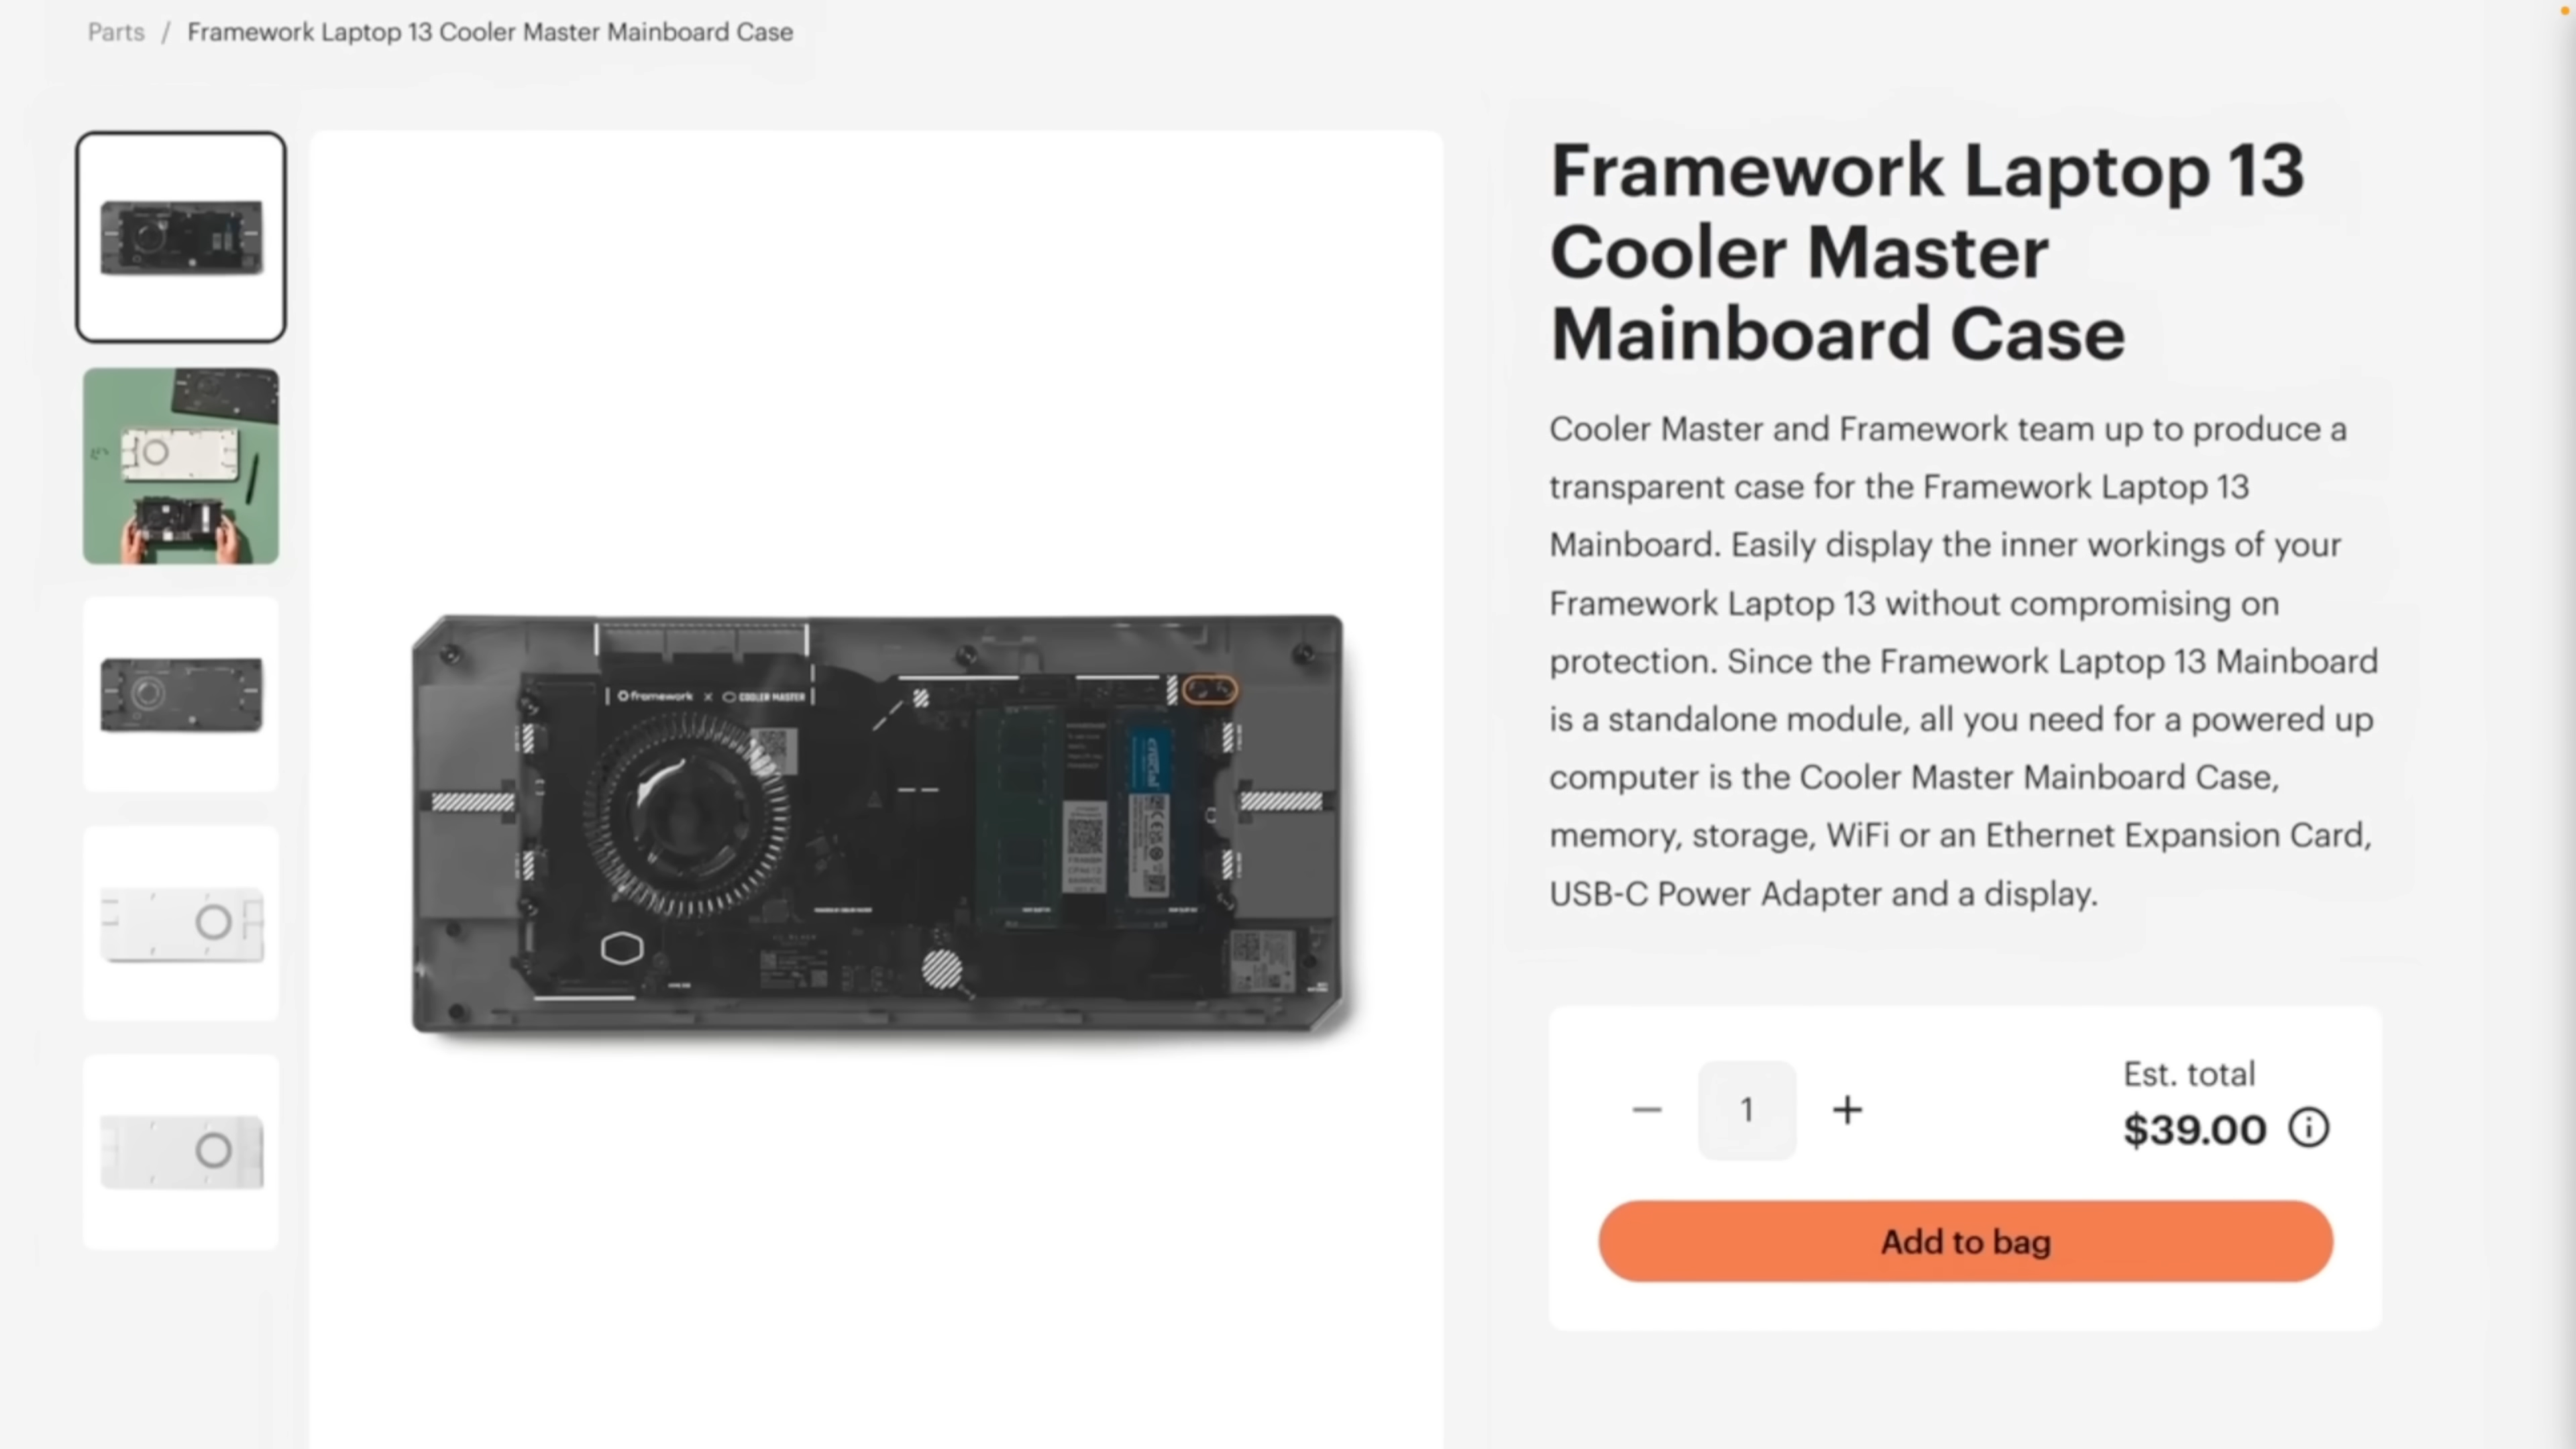 Parts / Framework Laptop 13 Cooler Master Mainboard Case
framework x COOLER MASTER
crucial
Framework Laptop 13
Cooler Master
Mainboard Case
Cooler Master and Framework team up to produce a
transparent case for the Framework Laptop 13
Mainboard. Easily display the inner workings of your
Framework Laptop 13 without compromising on
protection. Since the Framework Laptop 13 Mainboard
is a standalone module, all you need for a powered up
computer is the Cooler Master Mainboard Case,
memory, storage, WiFi or an Ethernet Expansion Card,
USB-C Power Adapter and a display.
− 1 +
Est. total
$39.00
Add to bag